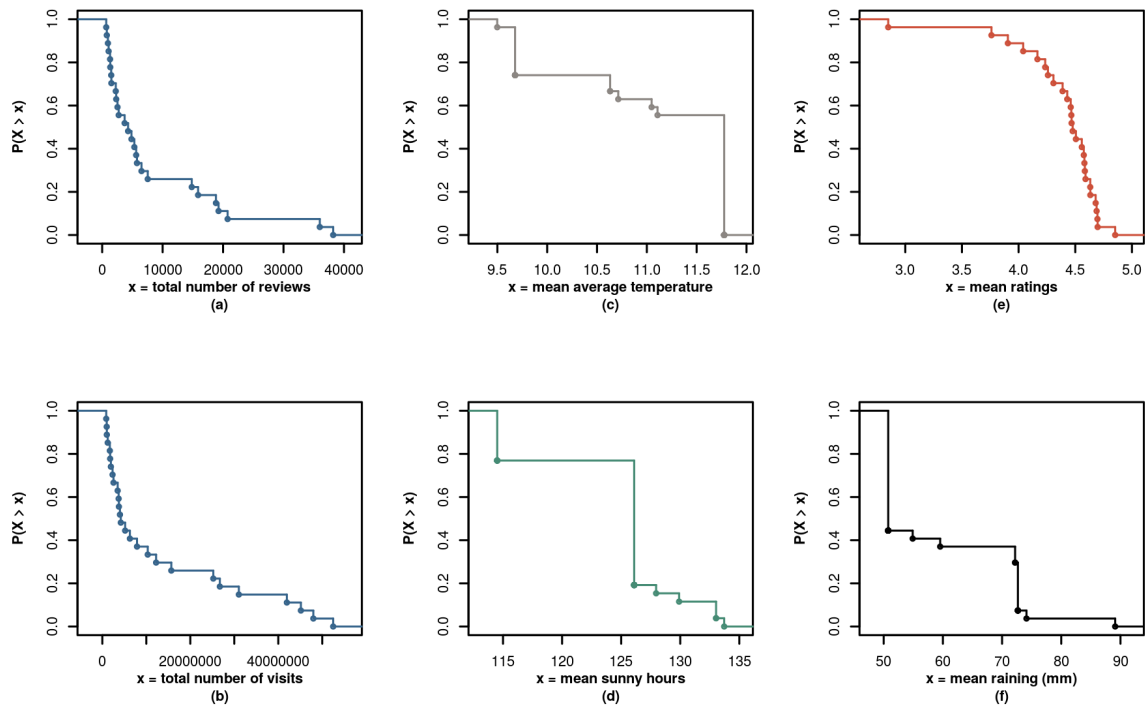 P(X > x)
1.0
0.8
0.6
0.4
0.2
0.0
0 10000 20000 30000 40000
x = total number of reviews
(a)
P(X > x)
1.0
0.8
0.6
0.4
0.2
0.0
9.5 10.0 10.5 11.0 11.5 12.0
x = mean average temperature
(c)
P(X > x)
1.0
0.8
0.6
0.4
0.2
0.0
3.0 3.5 4.0 4.5 5.0
x = mean ratings
(e)
P(X > x)
1.0
0.8
0.6
0.4
0.2
0.0
0 20000000 40000000
x = total number of visits
(b)
P(X > x)
1.0
0.8
0.6
0.4
0.2
0.0
115 120 125 130 135
x = mean sunny hours
(d)
P(X > x)
1.0
0.8
0.6
0.4
0.2
0.0
50 60 70 80 90
x = mean raining (mm)
(f)